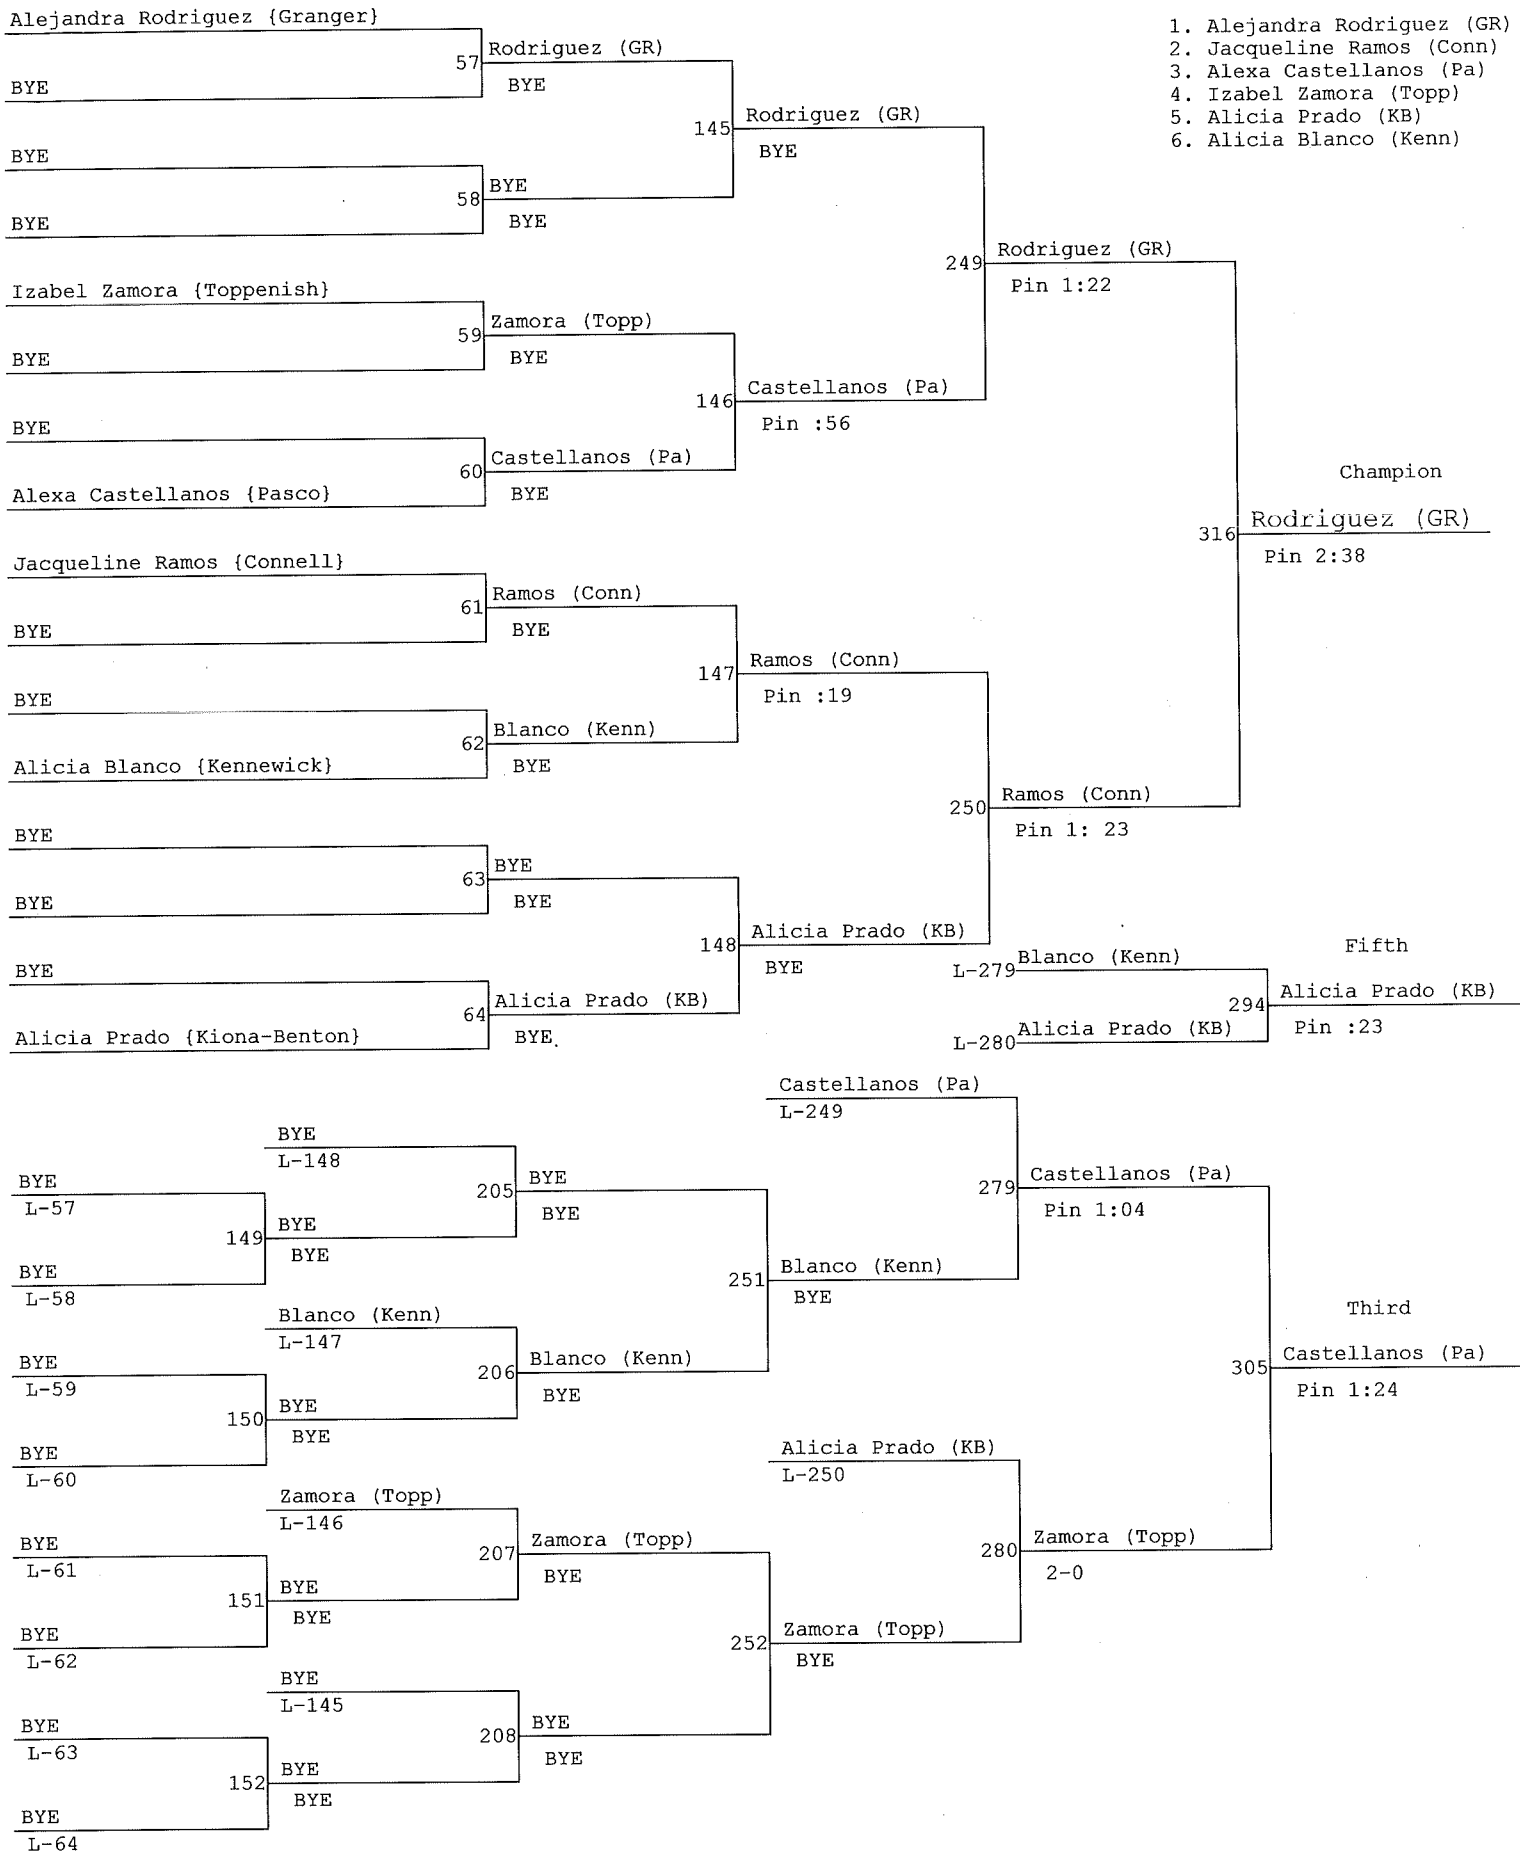 Alejandra Rodriguez {Granger}
57
Rodriguez (GR)
BYE
BYE
145
Rodriguez (GR)
BYE
BYE
58
BYE
BYE
BYE
249
Rodriguez (GR)
Pin 1:22
Izabel Zamora {Toppenish}
59
Zamora (Topp)
BYE
BYE
146
Castellanos (Pa)
Pin :56
BYE
60
Castellanos (Pa)
BYE
Alexa Castellanos {Pasco}
Champion
316
Rodriguez (GR)
Pin 2:38
Jacqueline Ramos {Connell}
61
Ramos (Conn)
BYE
BYE
147
Ramos (Conn)
Pin :19
BYE
62
Blanco (Kenn)
BYE
Alicia Blanco {Kennewick}
250
Ramos (Conn)
Pin 1: 23
BYE
63
BYE
BYE
BYE
148
Alicia Prado (KB)
BYE
BYE
64
Alicia Prado (KB)
BYE.
Alicia Prado {Kiona-Benton}
1. Alejandra Rodriguez (GR)
2. Jacqueline Ramos (Conn)
3. Alexa Castellanos (Pa)
4. Izabel Zamora (Topp)
5. Alicia Prado (KB)
6. Alicia Blanco (Kenn)
Fifth
L-279 Blanco (Kenn)
294
Alicia Prado (KB)
Pin :23
L-280 Alicia Prado (KB)
Castellanos (Pa)
L-249
BYE
L-148
BYE
L-57
205
BYE
BYE
149
BYE
BYE
BYE
L-58
279
Castellanos (Pa)
Pin 1:04
251
Blanco (Kenn)
BYE
Blanco (Kenn)
L-147
BYE
L-59
206
Blanco (Kenn)
BYE
150
BYE
BYE
BYE
L-60
Third
305
Castellanos (Pa)
Pin 1:24
Alicia Prado (KB)
L-250
Zamora (Topp)
L-146
BYE
L-61
207
Zamora (Topp)
BYE
151
BYE
BYE
BYE
L-62
280
Zamora (Topp)
2-0
252
Zamora (Topp)
BYE
BYE
L-145
BYE
L-63
208
BYE
BYE
152
BYE
BYE
BYE
L-64